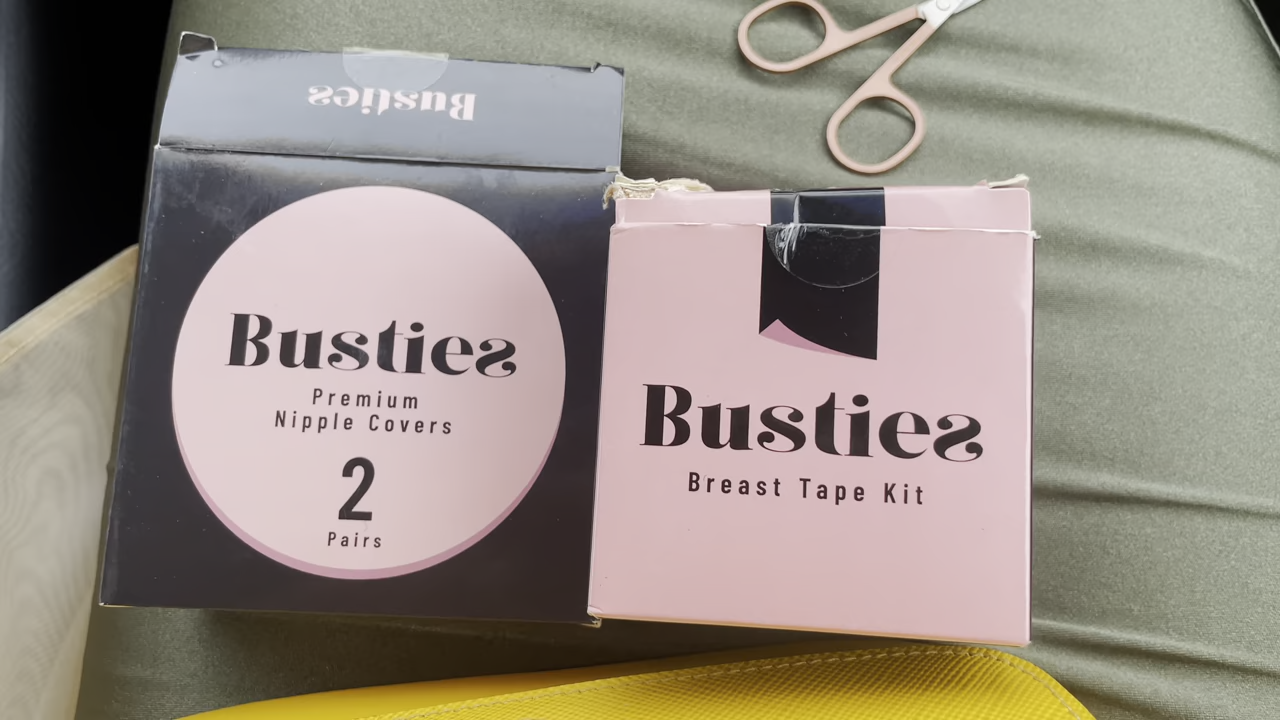 Busties
Busties
Premium
Nipple Covers
2
Pairs
Busties
Breast Tape Kit